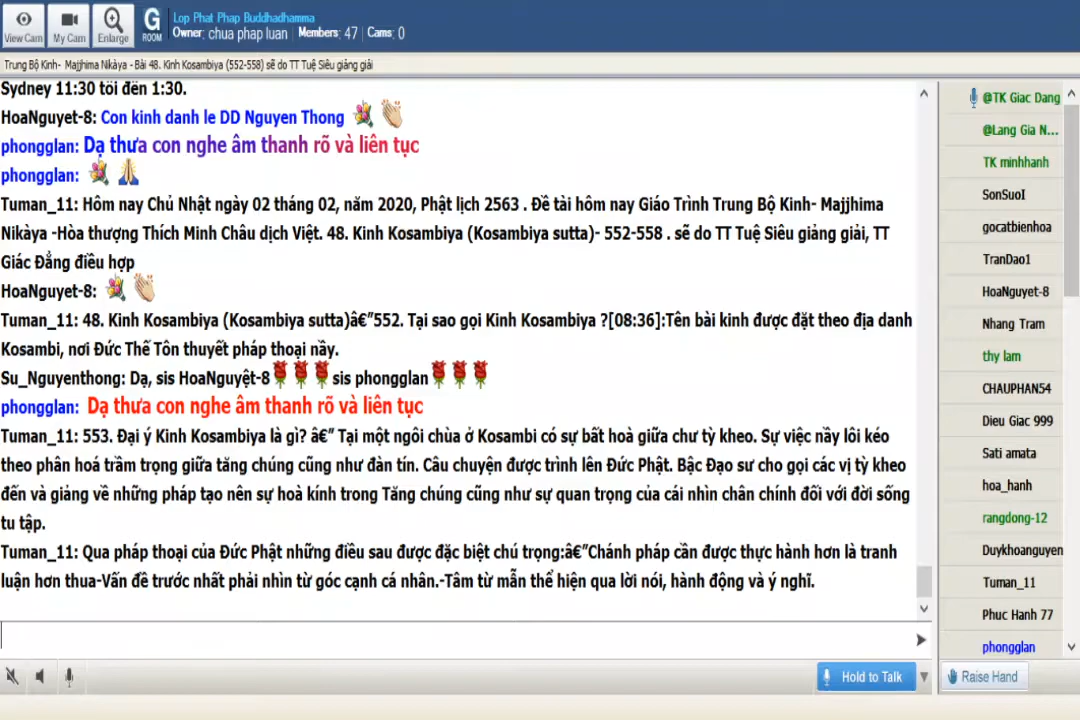 View Cam
My Cam
Enlarge
G
ROOM
Lop Phat Phap Buddhadhamma
Owner: chua phap luan | Members: 47 | Cams: 0
Trung Bộ Kinh- Majjhima Nikàya - Bài 48. Kinh Kosambiya (552-558) sẽ do TT Tuệ Siêu giảng giải
Sydney 11:30 tối đến 1:30.
HoaNguyet-8: Con kinh danh le DD Nguyen Thong
phongglan: Dạ thưa con nghe âm thanh rõ và liên tục
phongglan:
Tuman_11: Hôm nay Chủ Nhật ngày 02 tháng 02, năm 2020, Phật lịch 2563 . Đề tài hôm nay Giáo Trình Trung Bộ Kinh- Majjhima
Nikàya -Hòa thượng Thích Minh Châu dịch Việt. 48. Kinh Kosambiya (Kosambiya sutta)- 552-558 . sẽ do TT Tuệ Siêu giảng giải, TT
Giác Đẳng điều hợp
HoaNguyet-8:
Tuman_11: 48. Kinh Kosambiya (Kosambiya sutta)â€”552. Tại sao gọi Kinh Kosambiya ?[08:36]:Tên bài kinh được đặt theo địa danh
Kosambi, nơi Đức Thế Tôn thuyết pháp thoại nầy.
Su_Nguyenthong: Dạ, sis HoaNguyệt-8 sis phongglan
phongglan: Dạ thưa con nghe âm thanh rõ và liên tục
Tuman_11: 553. Đại ý Kinh Kosambiya là gì? â€” Tại một ngôi chùa ở Kosambi có sự bất hoà giữa chư tỳ kheo. Sự việc nầy lôi kéo
theo phân hoá trầm trọng giữa tăng chúng cũng như đàn tín. Câu chuyện được trình lên Đức Phật. Bậc Đạo sư cho gọi các vị tỳ kheo
đến và giảng về những pháp tạo nên sự hoà kính trong Tăng chúng cũng như sự quan trọng của cái nhìn chân chính đối với đời sống
tu tập.
Tuman_11: Qua pháp thoại của Đức Phật những điều sau được đặc biệt chú trọng:â€”Chánh pháp cần được thực hành hơn là tranh
luận hơn thua-Vấn đề trước nhất phải nhìn từ góc cạnh cá nhân.-Tâm từ mẫn thể hiện qua lời nói, hành động và ý nghĩ.
@TK Giac Dang
@Lang Gia N...
TK minhhanh
SonSuoI
gocatbienhoa
TranDao1
HoaNguyet-8
Nhang Tram
thy lam
CHAUPHAN54
Dieu Giac 999
Sati amata
hoa_hanh
rangdong-12
Duykhoanguyen
Tuman_11
Phuc Hanh 77
phongglan
Hold to Talk
Raise Hand